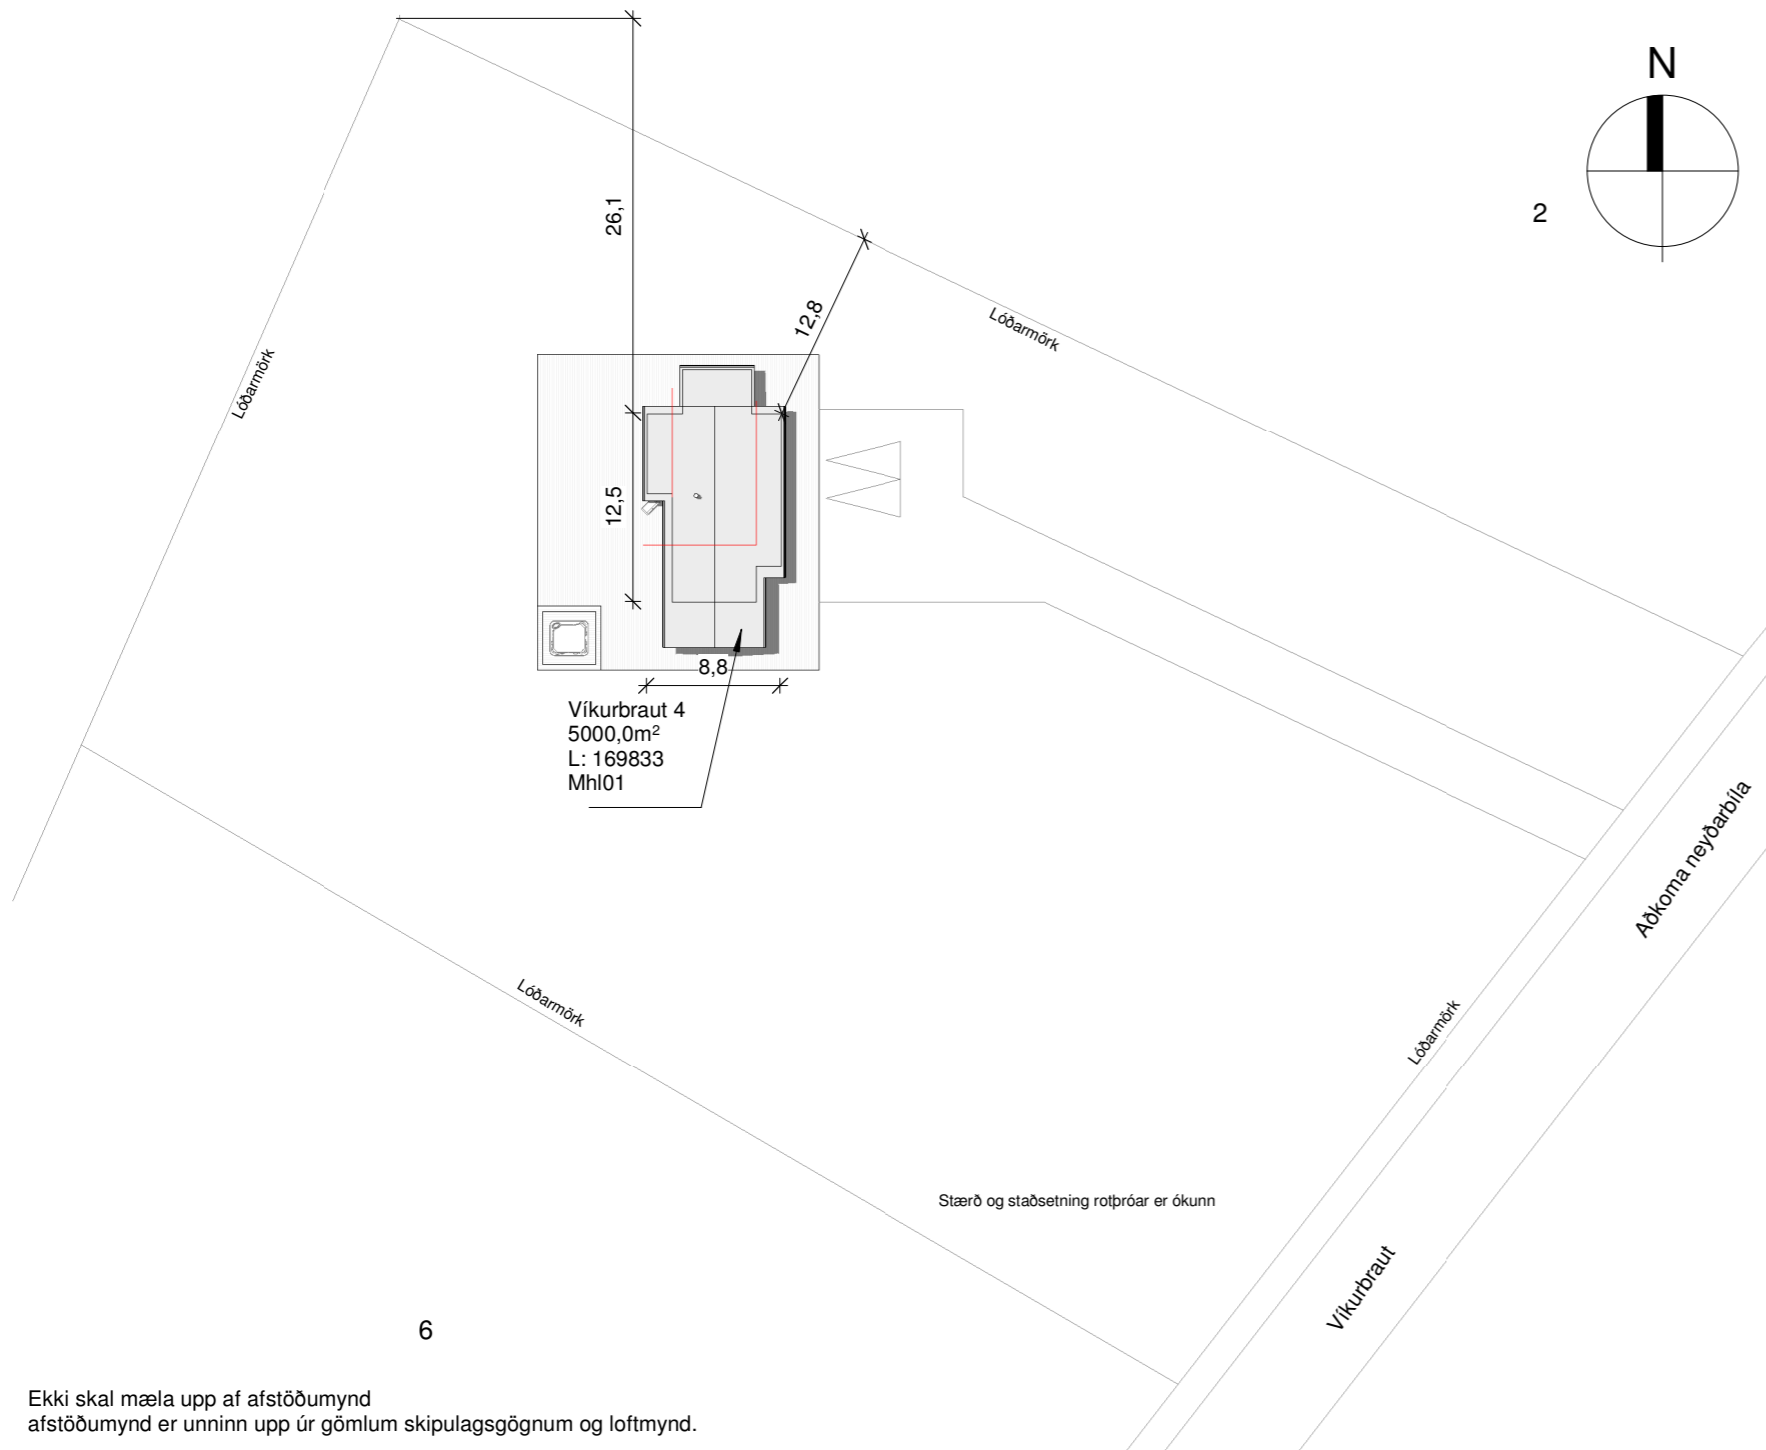 N
2
26,1
12,8
Lóðarmörk
Lóðarmörk
12,5
8,8
Víkurbraut 4
5000,0m²
L: 169833
Mhl01
Aðkoma neyðarbíla
Lóðarmörk
Lóðarmörk
Stærð og staðsetning rotþróar er ókunn
Víkurbraut
6
Ekki skal mæla upp af afstöðumynd
afstöðumynd er unninn upp úr gömlum skipulagsgögnum og loftmynd.